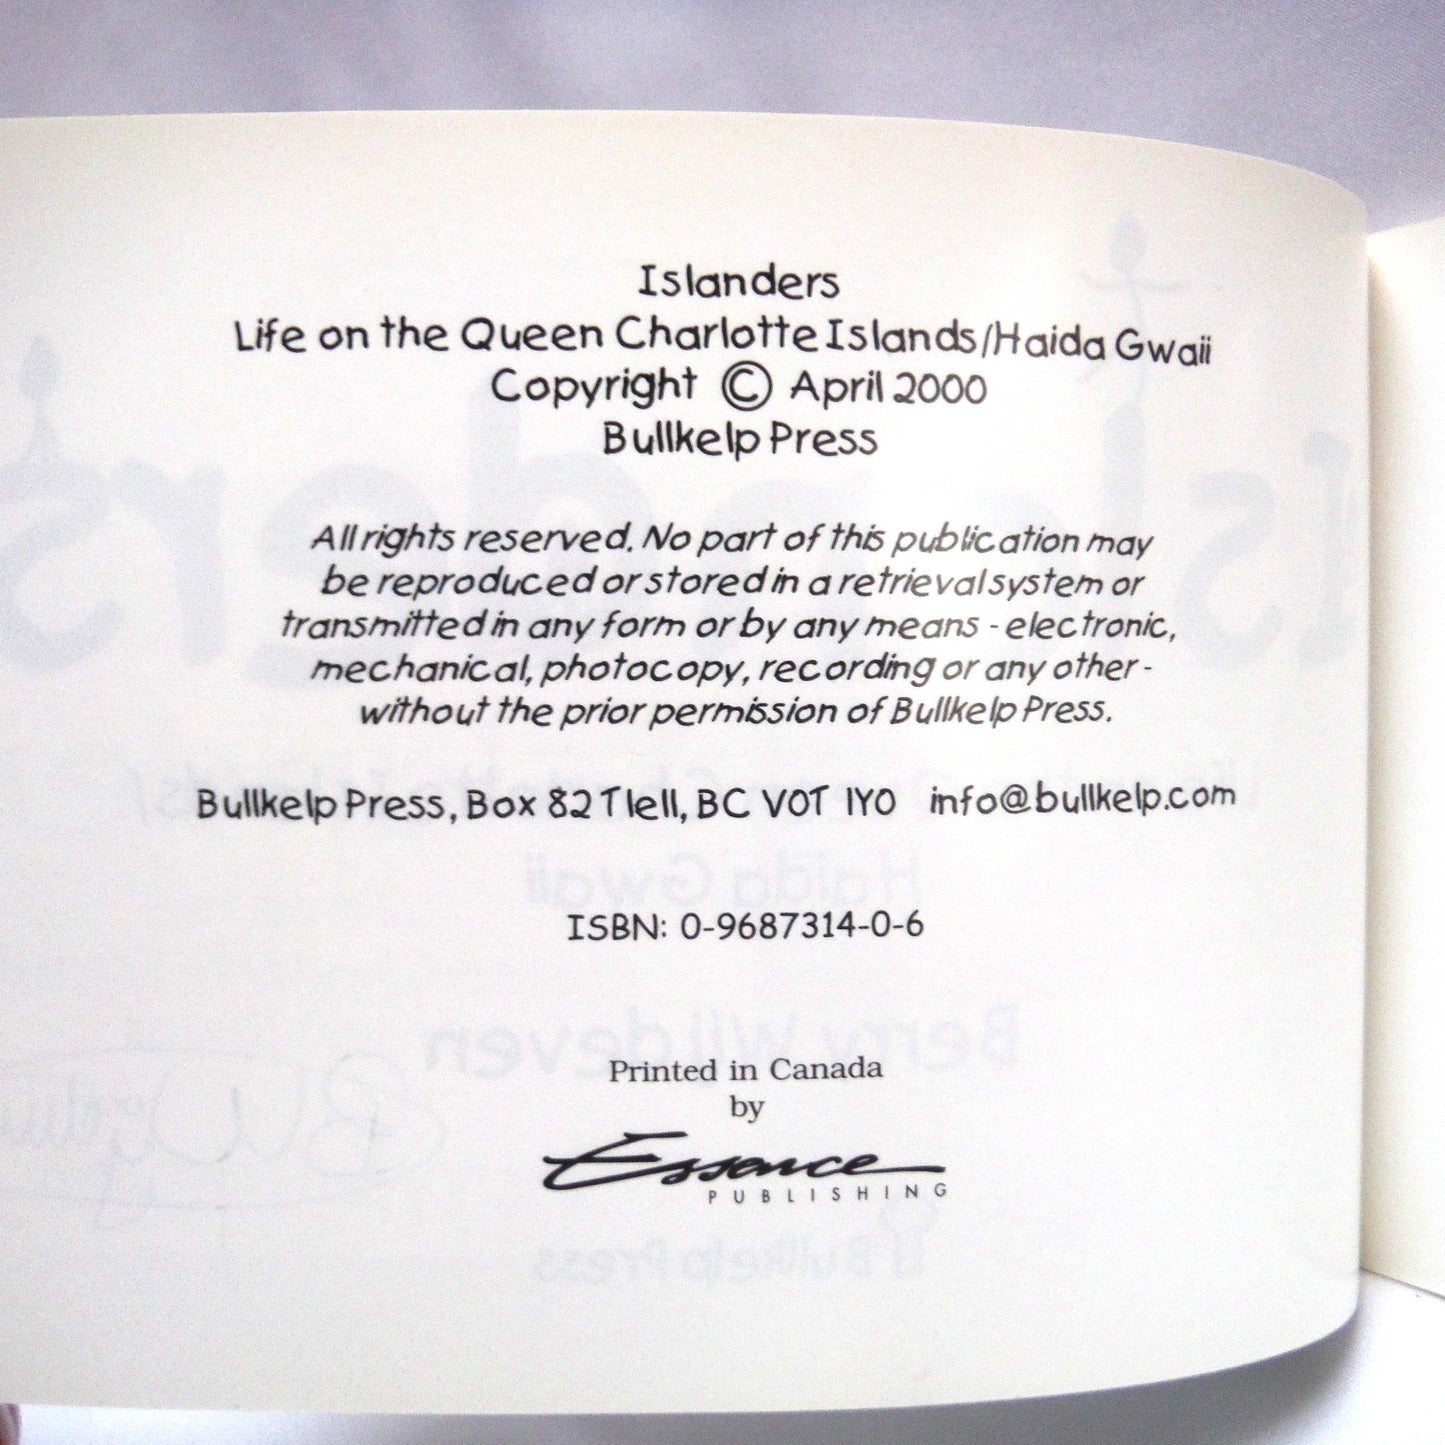 Islanders
Life on the Queen Charlotte Islands/Haida Gwaii
Copyright © April 2000
Bullkelp Press
All rights reserved. No part of this publication may
be reproduced or stored in a retrieval system or
transmitted in any form or by any means - electronic,
mechanical, photocopy, recording or any other -
without the prior permission of Bullkelp Press.
Bullkelp Press, Box 82 Tlell, BC V0T 1Y0 info@bullkelp.com
ISBN: 0-9687314-0-6
Printed in Canada
by
Essence
PUBLISHING